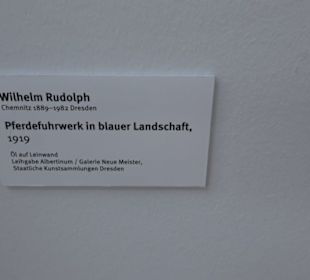 Wilhelm Rudolph
Chemnitz 1889–1982 Dresden
Pferdefuhrwerk in blauer Landschaft,
1919
Öl auf Leinwand
Leihgabe Albertinum / Galerie Neue Meister,
Staatliche Kunstsammlungen Dresden